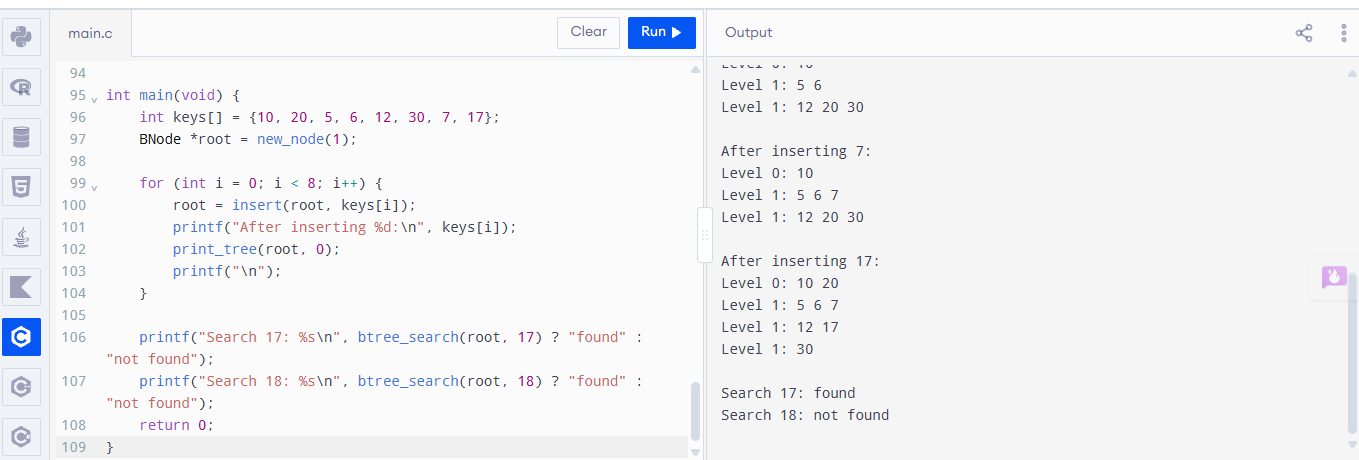 main.c
Clear
Run
94
95 int main(void) {
96 int keys[] = {10, 20, 5, 6, 12, 30, 7, 17};
97 BNode *root = new_node(1);
98
99 for (int i = 0; i < 8; i++) {
100 root = insert(root, keys[i]);
101 printf("After inserting %d:\n", keys[i]);
102 print_tree(root, 0);
103 printf("\n");
104 }
105
106 printf("Search 17: %s\n", btree_search(root, 17) ? "found" :
"not found");
107 printf("Search 18: %s\n", btree_search(root, 18) ? "found" :
"not found");
108 return 0;
109 }
Output
Level 1: 5 6
Level 1: 12 20 30

After inserting 7:
Level 0: 10
Level 1: 5 6 7
Level 1: 12 20 30

After inserting 17:
Level 0: 10 20
Level 1: 5 6 7
Level 1: 12 17
Level 1: 30

Search 17: found
Search 18: not found